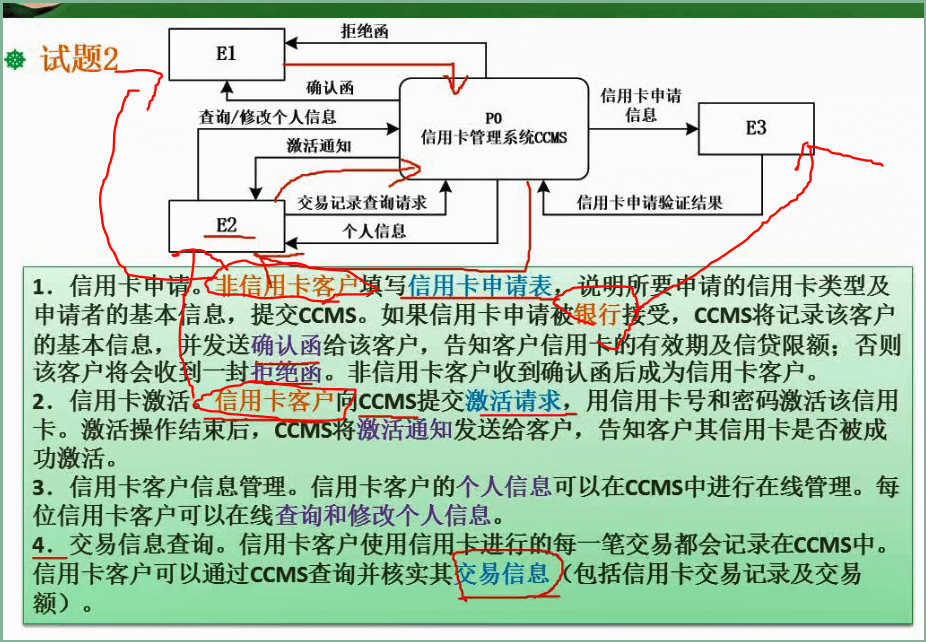 试题2
E1
拒绝函
确认函
查询/修改个人信息
激活通知
P0
信用卡管理系统CCMS
信用卡申请
信息
E3
E2
交易记录查询请求
个人信息
信用卡申请验证结果
1．信用卡申请。非信用卡客户填写信用卡申请表，说明所要申请的信用卡类型及
申请者的基本信息，提交CCMS。如果信用卡申请被银行接受，CCMS将记录该客户
的基本信息，并发送确认函给该客户，告知客户信用卡的有效期及信贷限额；否则
该客户将会收到一封拒绝函。非信用卡客户收到确认函后成为信用卡客户。
2．信用卡激活。信用卡客户向CCMS提交激活请求，用信用卡号和密码激活该信用
卡。激活操作结束后，CCMS将激活通知发送给客户，告知客户其信用卡是否被成
功激活。
3．信用卡客户信息管理。信用卡客户的个人信息可以在CCMS中进行在线管理。每
位信用卡客户可以在线查询和修改个人信息。
4．交易信息查询。信用卡客户使用信用卡进行的每一笔交易都会记录在CCMS中。
信用卡客户可以通过CCMS查询并核实其交易信息（包括信用卡交易记录及交易
额）。